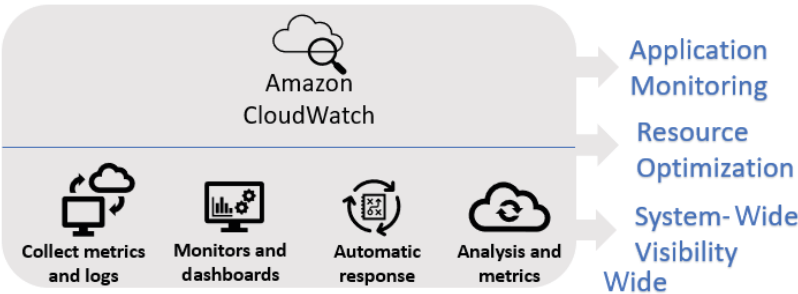 Amazon
CloudWatch
Collect metrics
and logs
Monitors and
dashboards
Automatic
response
Analysis and
metrics
Application
Monitoring
Resource
Optimization
System- Wide
Visibility
Wide